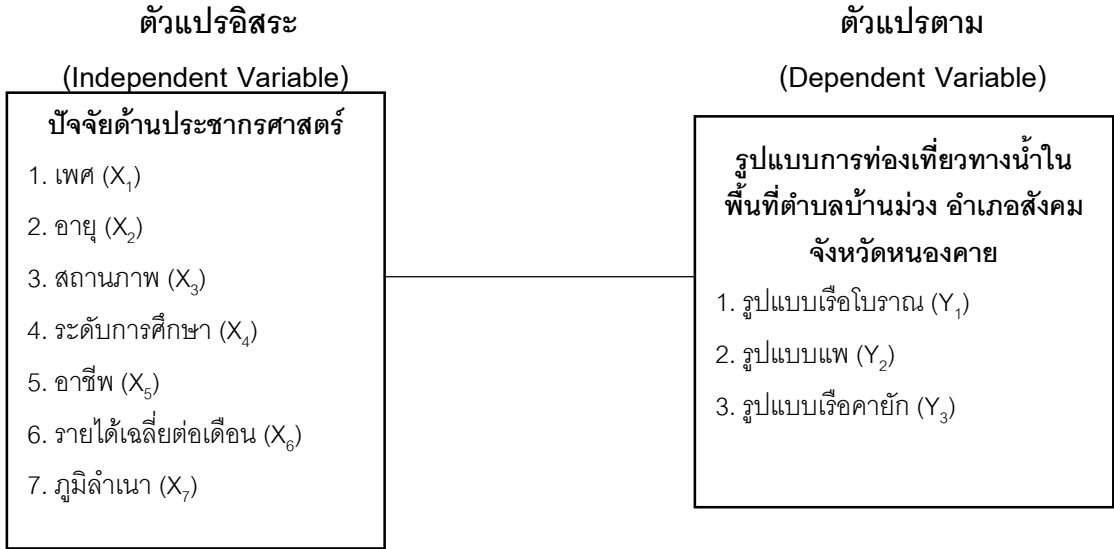 ตัวแปรอิสระ
(Independent Variable)
ปัจจัยด้านประชากรศาสตร์
1. เพศ (X₁)
2. อายุ (X₂)
3. สถานภาพ (X₃)
4. ระดับการศึกษา (X₄)
5. อาชีพ (X₅)
6. รายได้เฉลี่ยต่อเดือน (X₆)
7. ภูมิลำเนา (X₇)
ตัวแปรตาม
(Dependent Variable)
รูปแบบการท่องเที่ยวทางน้ำใน
พื้นที่ตำบลบ้านม่วง อำเภอสังคม
จังหวัดหนองคาย
1. รูปแบบเรือโบราณ (Y₁)
2. รูปแบบแพ (Y₂)
3. รูปแบบเรือคายัก (Y₃)